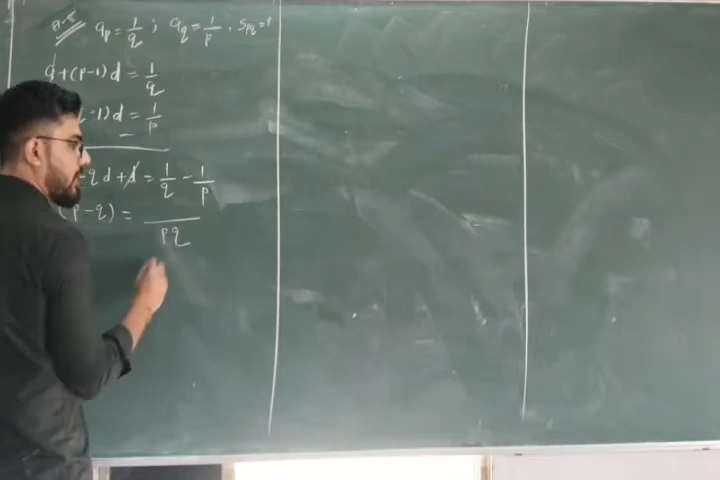 a_p = 1/q ; a_q = 1/p , S_pq = ?
a + (p-1) d = 1/q
-1) d = 1/p
- q d + d = 1/q - 1/p
(p - q) = 
pq